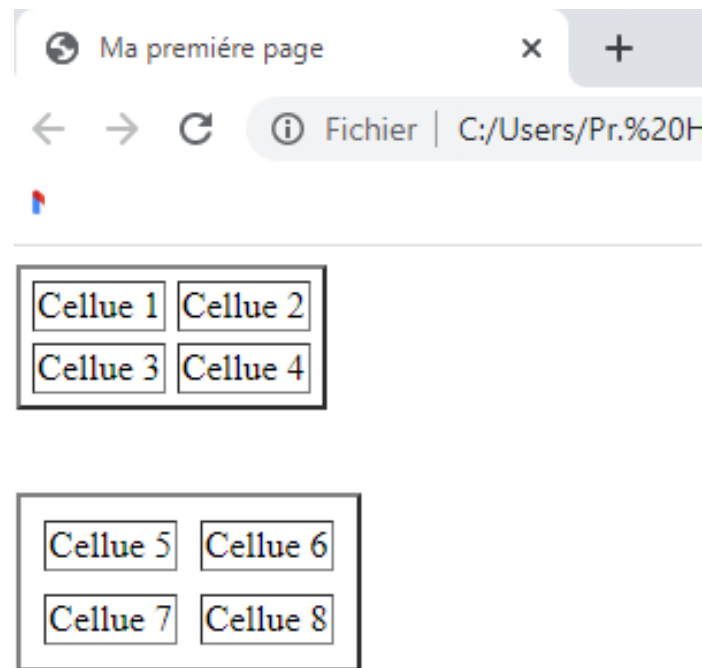 Ma premiére page
Fichier | C:/Users/Pr.%20H
Cellue 1 Cellue 2
Cellue 3 Cellue 4
Cellue 5 Cellue 6
Cellue 7 Cellue 8